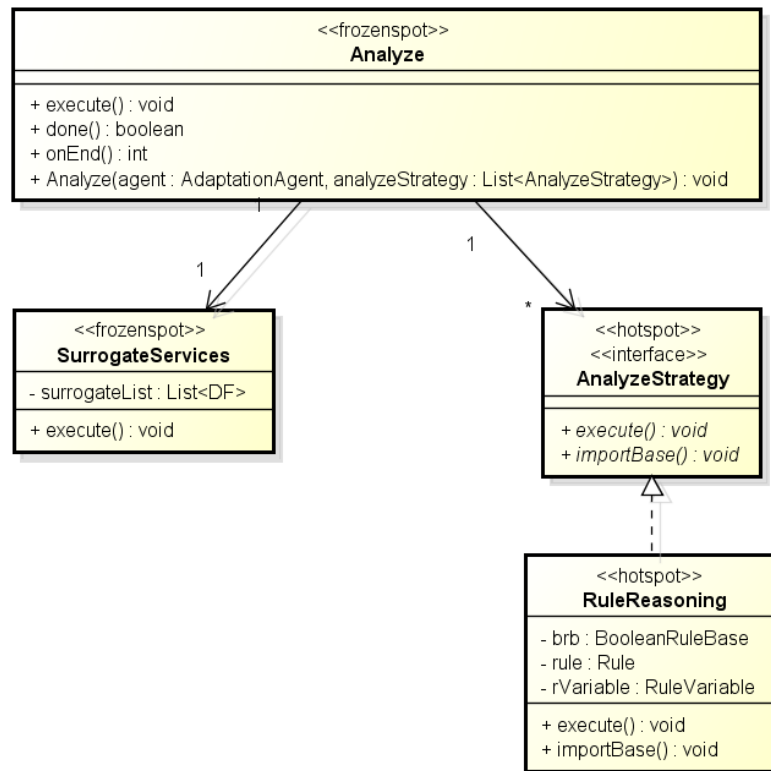 <<frozenspot>>
Analyze
+ execute() : void
+ done() : boolean
+ onEnd() : int
+ Analyze(agent : AdaptationAgent, analyzeStrategy : List<AnalyzeStrategy>) : void
1
1
*
<<frozenspot>>
SurrogateServices
- surrogateList : List<DF>
+ execute() : void
<<hotspot>>
<<interface>>
AnalyzeStrategy
+ execute() : void
+ importBase() : void
<<hotspot>>
RuleReasoning
- brb : BooleanRuleBase
- rule : Rule
- rVariable : RuleVariable
+ execute() : void
+ importBase() : void